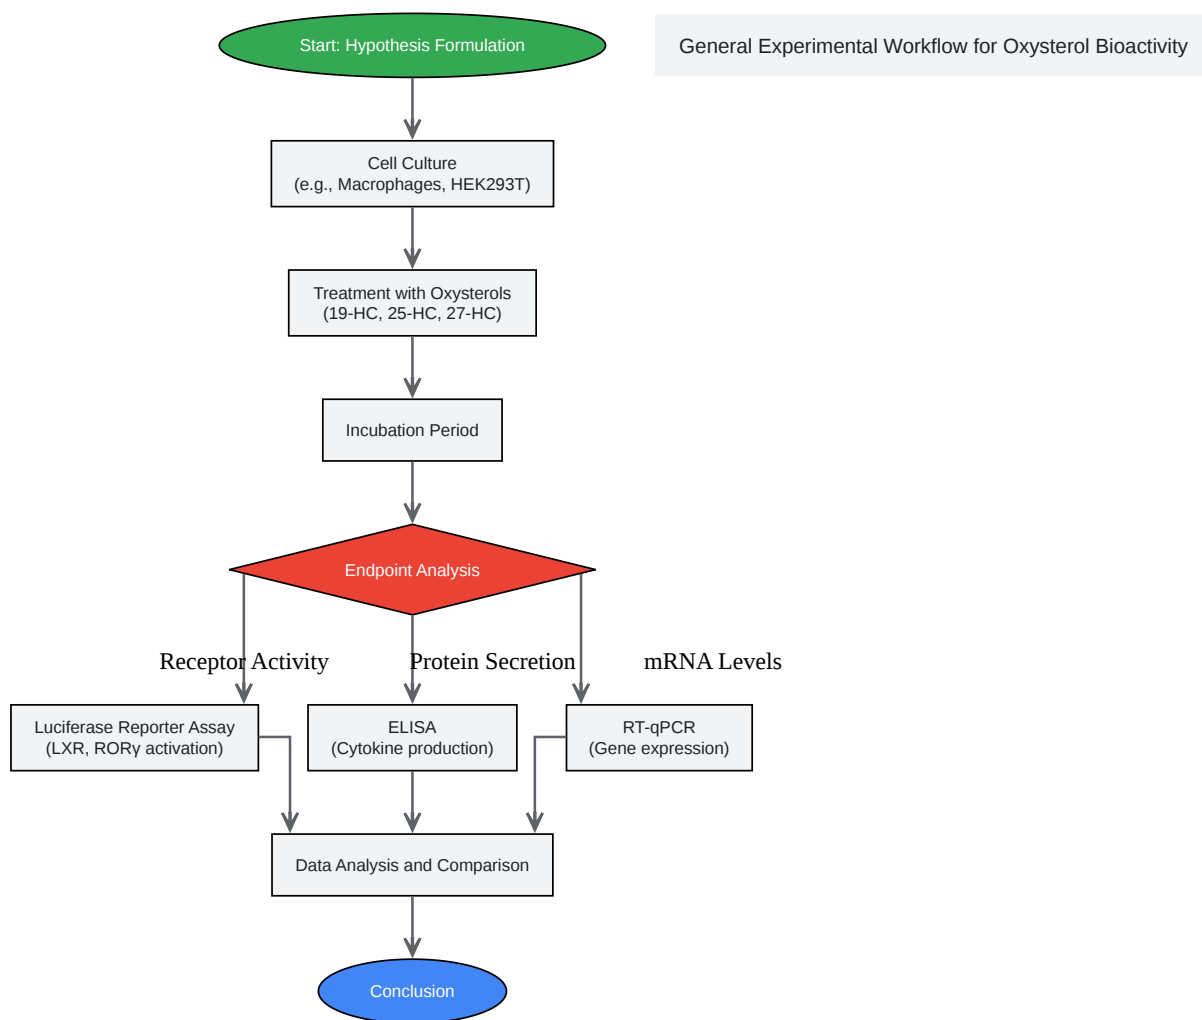 Start: Hypothesis Formulation
General Experimental Workflow for Oxysterol Bioactivity
Cell Culture
(e.g., Macrophages, HEK293T)
Treatment with Oxysterols
(19-HC, 25-HC, 27-HC)
Incubation Period
Endpoint Analysis
Receptor Activity
Protein Secretion
mRNA Levels
Luciferase Reporter Assay
(LXR, RORγ activation)
ELISA
(Cytokine production)
RT-qPCR
(Gene expression)
Data Analysis and Comparison
Conclusion